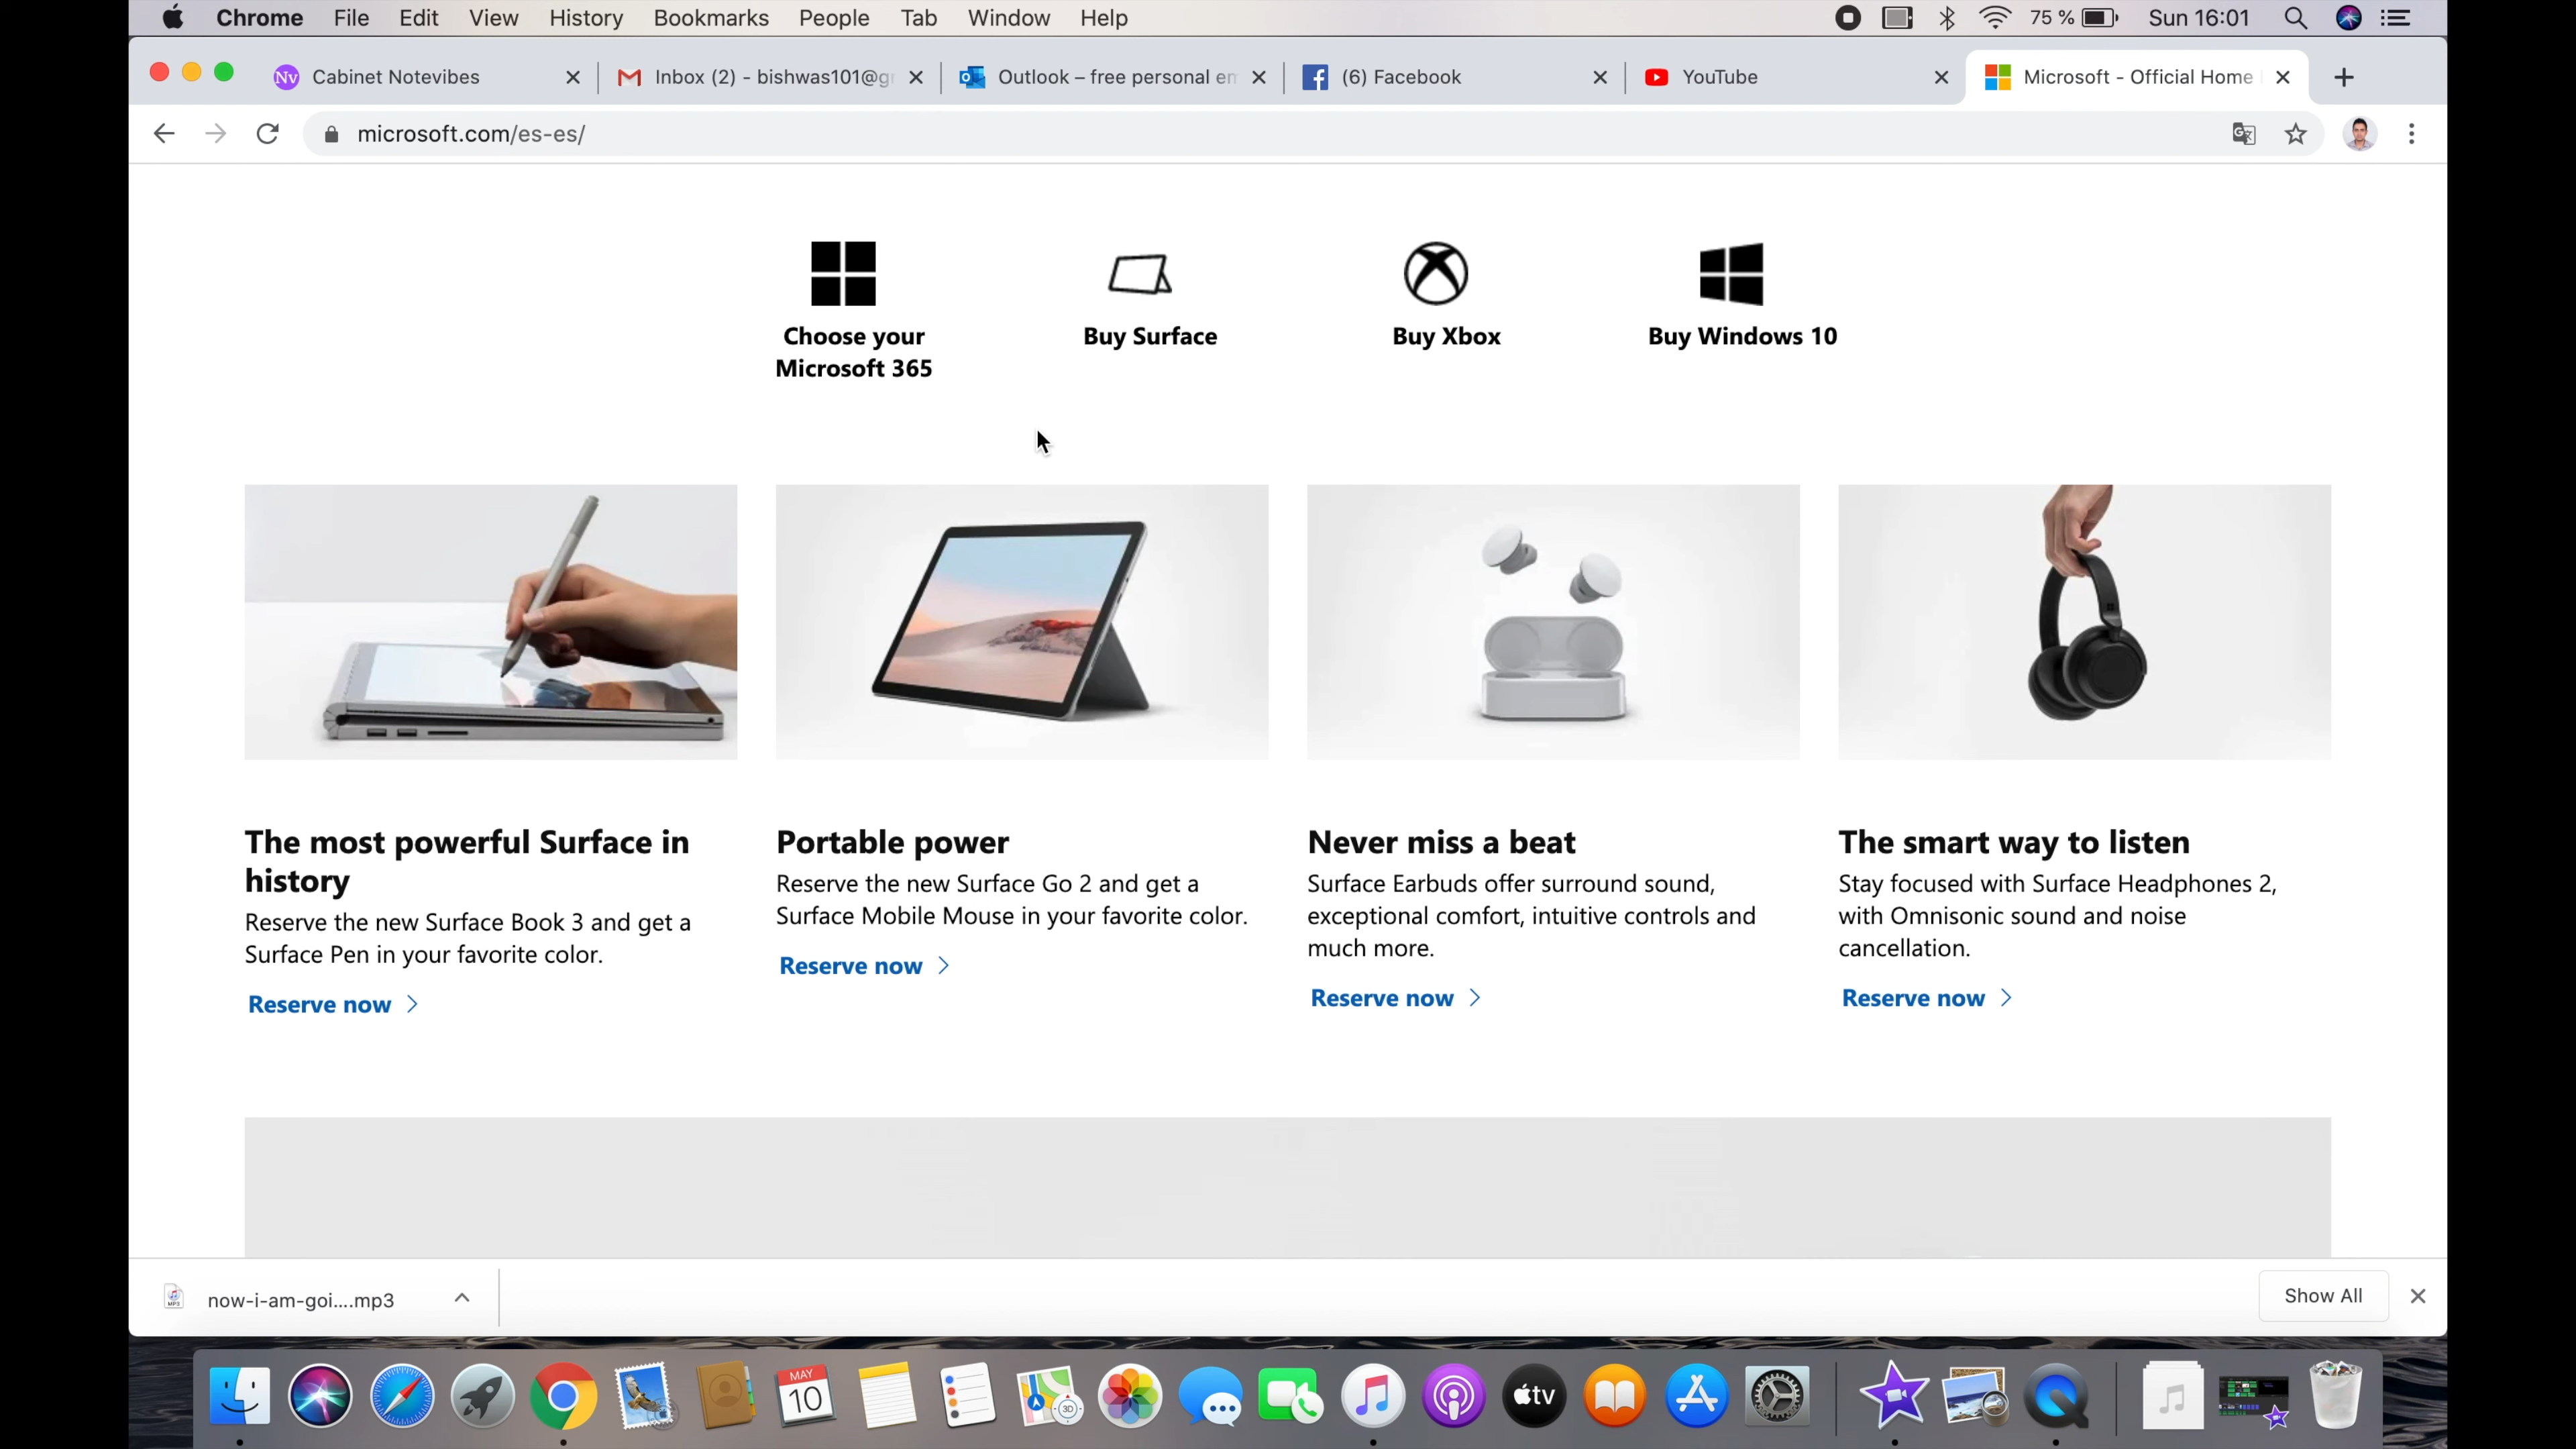 Chrome File Edit View History Bookmarks People Tab Window Help 75 % Sun 16:01
Nv Cabinet Notevibes Inbox (2) - bishwas101@g Outlook – free personal em (6) Facebook YouTube Microsoft - Official Home
microsoft.com/es-es/
Choose your
Microsoft 365
Buy Surface
Buy Xbox
Buy Windows 10
The most powerful Surface in
history
Reserve the new Surface Book 3 and get a
Surface Pen in your favorite color.
Reserve now
Portable power
Reserve the new Surface Go 2 and get a
Surface Mobile Mouse in your favorite color.
Reserve now
Never miss a beat
Surface Earbuds offer surround sound,
exceptional comfort, intuitive controls and
much more.
Reserve now
The smart way to listen
Stay focused with Surface Headphones 2,
with Omnisonic sound and noise
cancellation.
Reserve now
MP3 now-i-am-goi....mp3 Show All
MAY
10
3D
tv